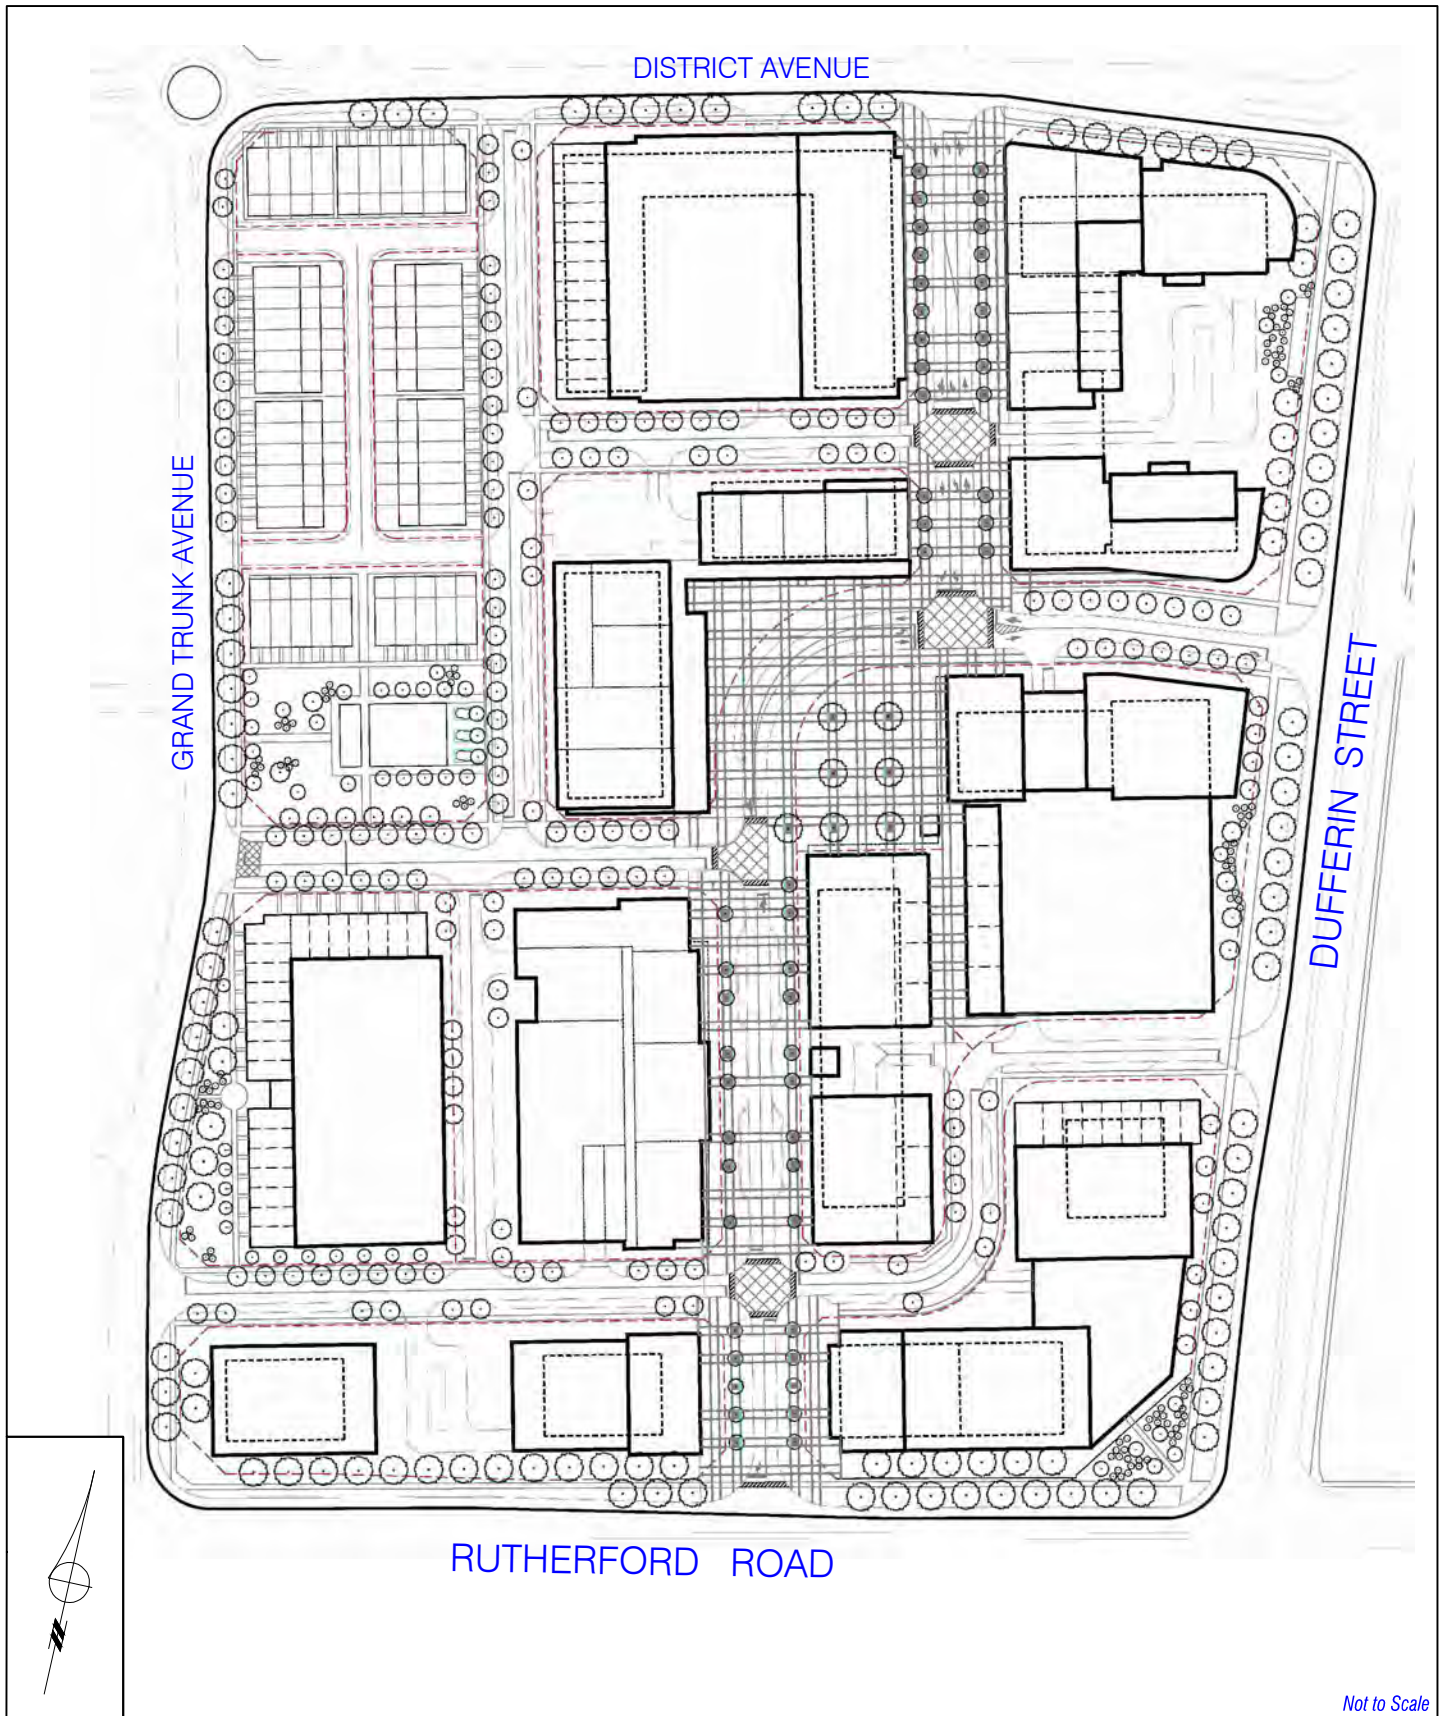 DISTRICT AVENUE
GRAND TRUNK AVENUE
DUFFERIN STREET
RUTHERFORD ROAD
N
Not to Scale